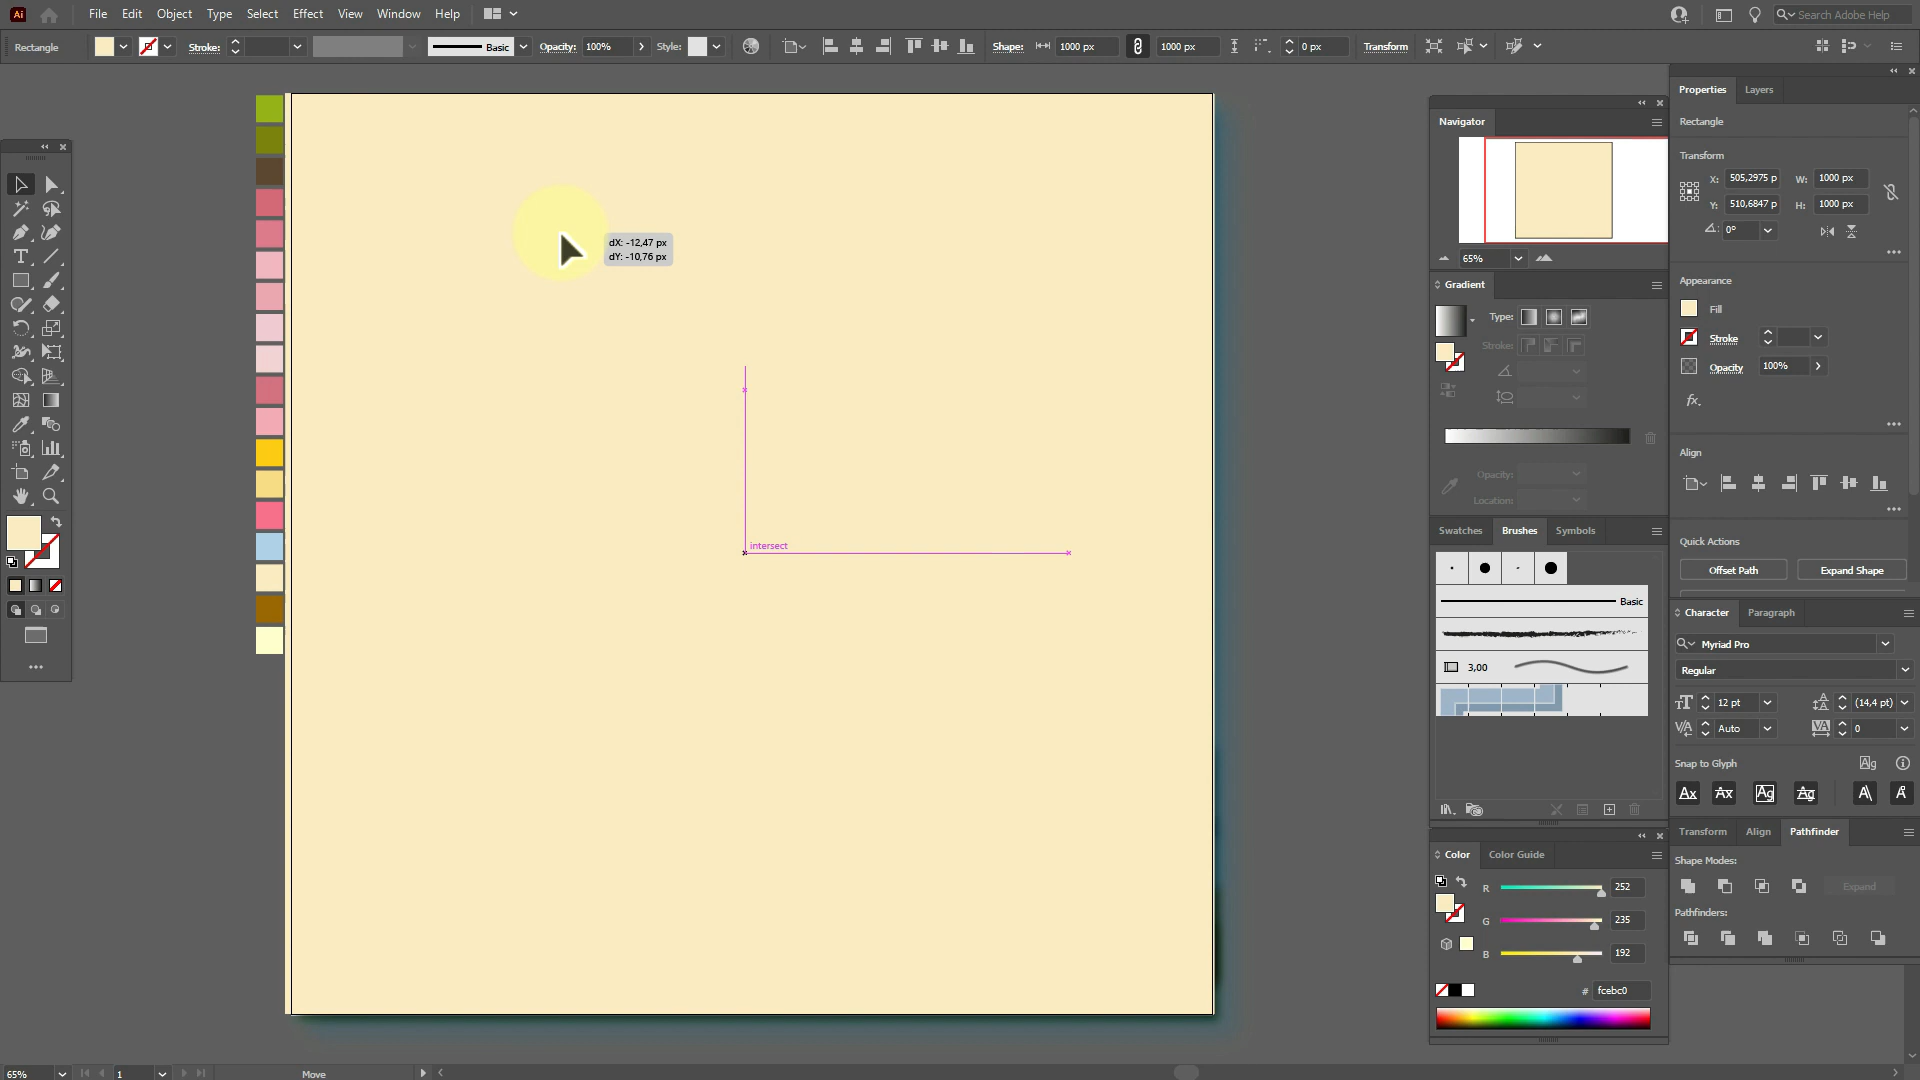 Ai File Edit Object Type Select Effect View Window Help Search Adobe Help
Rectangle Stroke: Basic Opacity: 100% Style: Shape: 1000 px 1000 px 0 px Transform
Properties Layers
Navigator
Rectangle
Transform
X: 505,2975 p W: 1000 px
Y: 510,6847 p H: 1000 px
0°
65%
dX: -12,47 px
dY: -10,76 px
intersect
Gradient
Type:
Stroke:
Opacity:
Location:
Appearance
Fill
Stroke
Opacity 100%
fx.
Align
Swatches Brushes Symbols
Basic
3,00
Quick Actions
Offset Path Expand Shape
Character Paragraph
Myriad Pro
Regular
12 pt (14,4 pt)
Auto 0
Snap to Glyph
Transform Align Pathfinder
Shape Modes:
Expand
Pathfinders:
Color Color Guide
R 252
G 235
B 192
# fcebc0
65% 1 Move